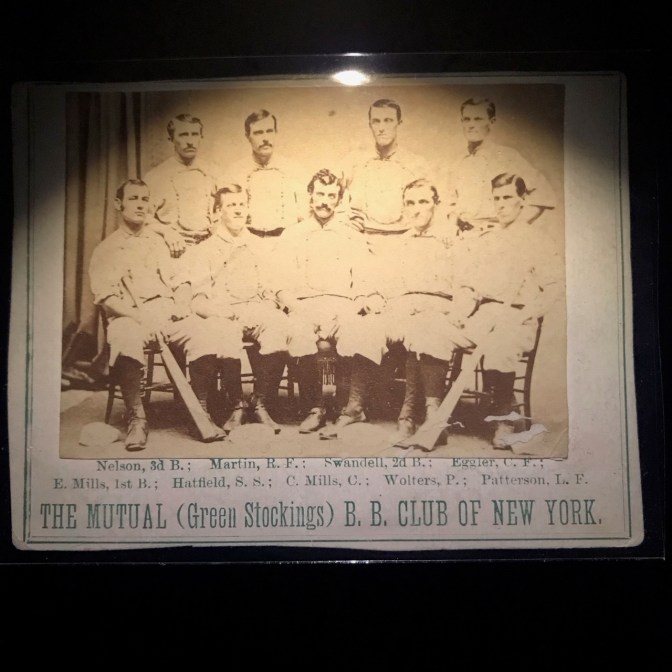 Nelson, 3d B.; Martin, R. F.; Swandell, 2d B.; Eggler, C. F.;
E. Mills, 1st B.; Hatfield, S. S.; C. Mills, C.; Wolters, P.; Patterson, L. F.
THE MUTUAL (Green Stockings) B. B. CLUB OF NEW YORK.